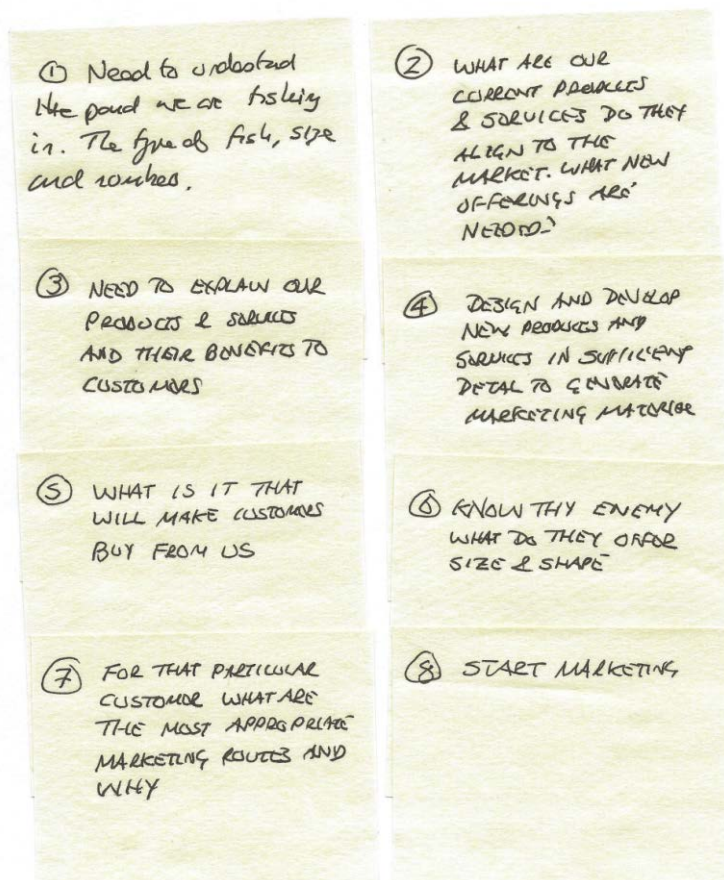 ① Need to undestand
the pond we are fishing
in. The type of fish, size
and number.
② WHAT ARE OUR
CURRENT PRODUCTS
& SERVICES DO THEY
ALIGN TO THE
MARKET. WHAT NEW
OFFERINGS ARE
NEEDED?
③ NEED TO EXPLAIN OUR
PRODUCTS & SERVICES
AND THEIR BENEFITS TO
CUSTOMERS
④ DESIGN AND DEVELOP
NEW PRODUCTS AND
SERVICES IN SUFFICIENT
DETAL TO GENERATE
MARKETING MATERIAL
⑤ WHAT IS IT THAT
WILL MAKE CUSTOMERS
BUY FROM US
⑥ KNOW THY ENEMY
WHAT DO THEY OFFER
SIZE & SHAPE
⑦ FOR THAT PARTICULAR
CUSTOMER WHAT ARE
THE MOST APPROPRIATE
MARKETING ROUTES AND
WHY
⑧ START MARKETING